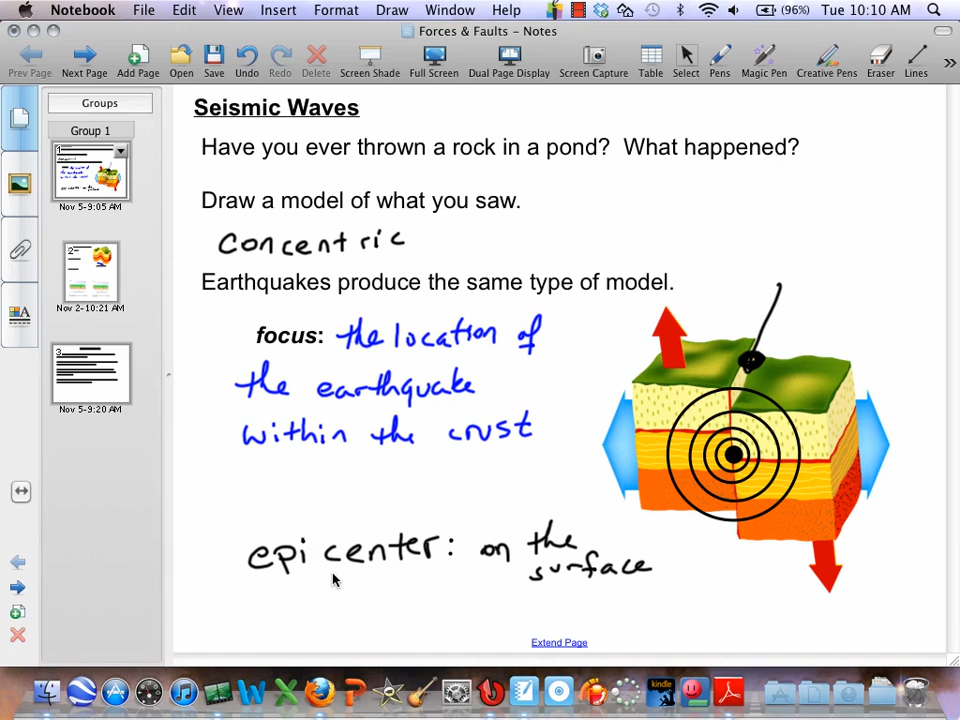 Notebook File Edit View Insert Format Draw Window Help (96%) Tue 10:10 AM
Forces & Faults - Notes
Prev Page Next Page Add Page Open Save Undo Redo Delete Screen Shade Full Screen Dual Page Display Screen Capture Table Select Pens Magic Pen Creative Pens Eraser Lines
Groups
Group 1
1
Nov 5-9:05 AM
2
Nov 2-10:21 AM
3
Nov 5-9:20 AM
Seismic Waves
Have you ever thrown a rock in a pond? What happened?
Draw a model of what you saw.
Concentric
Earthquakes produce the same type of model.
focus: the location of
the earthquake
within the crust
epicenter: on the
surface
Extend Page
kindle